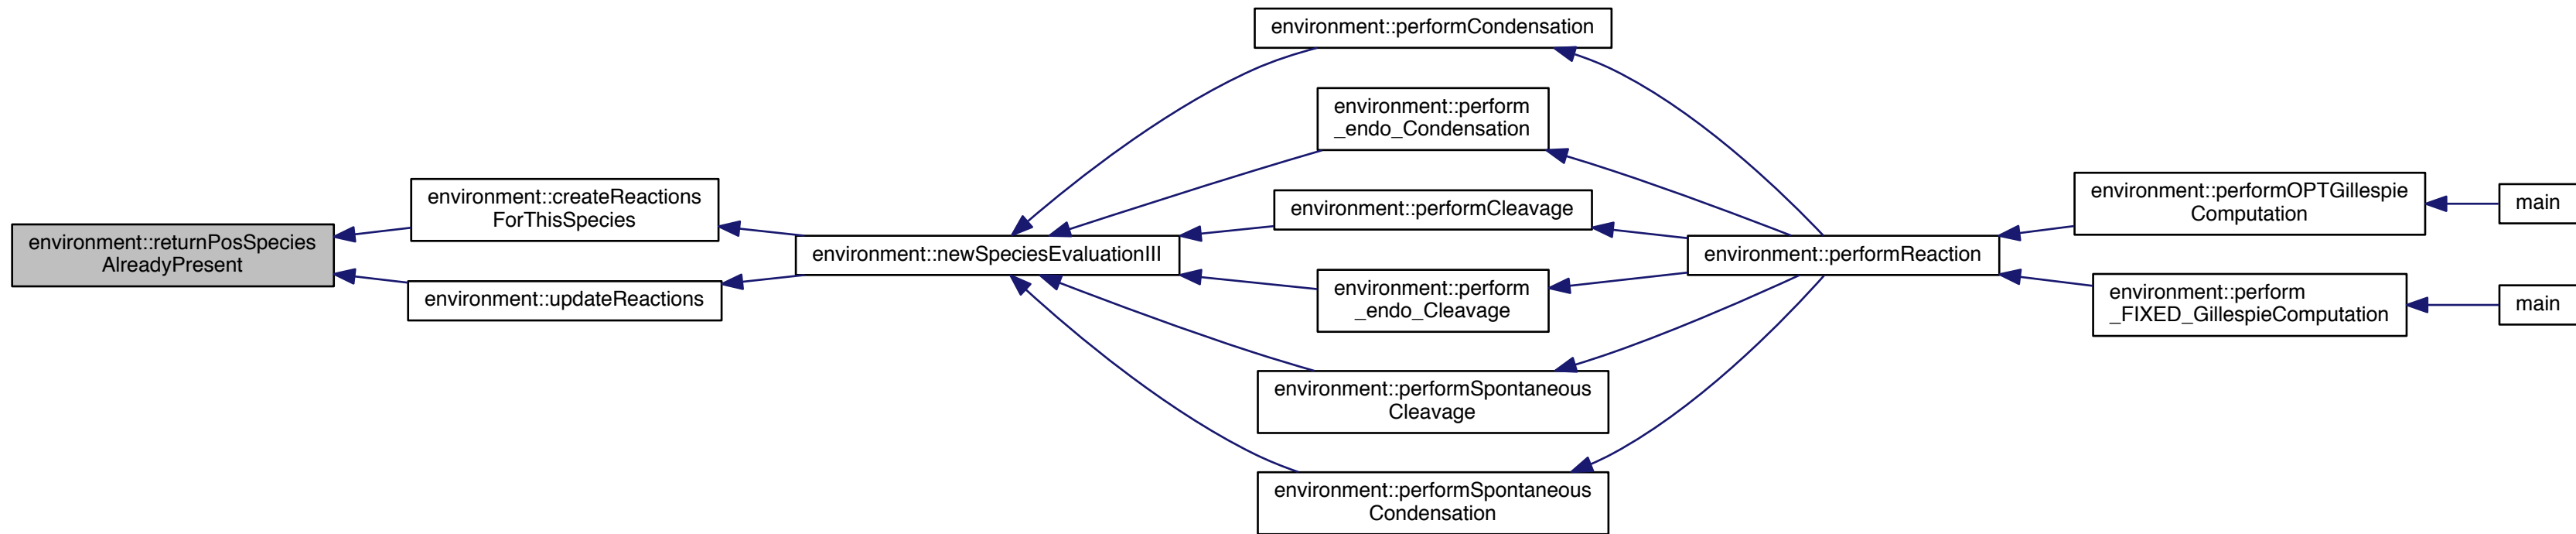 environment::returnPosSpecies
AlreadyPresent
environment::createReactions
ForThisSpecies
environment::updateReactions
environment::newSpeciesEvaluationIII
environment::performCondensation
environment::perform
_endo_Condensation
environment::performCleavage
environment::perform
_endo_Cleavage
environment::performSpontaneous
Cleavage
environment::performSpontaneous
Condensation
environment::performReaction
environment::performOPTGillespie
Computation
environment::perform
_FIXED_GillespieComputation
main
main